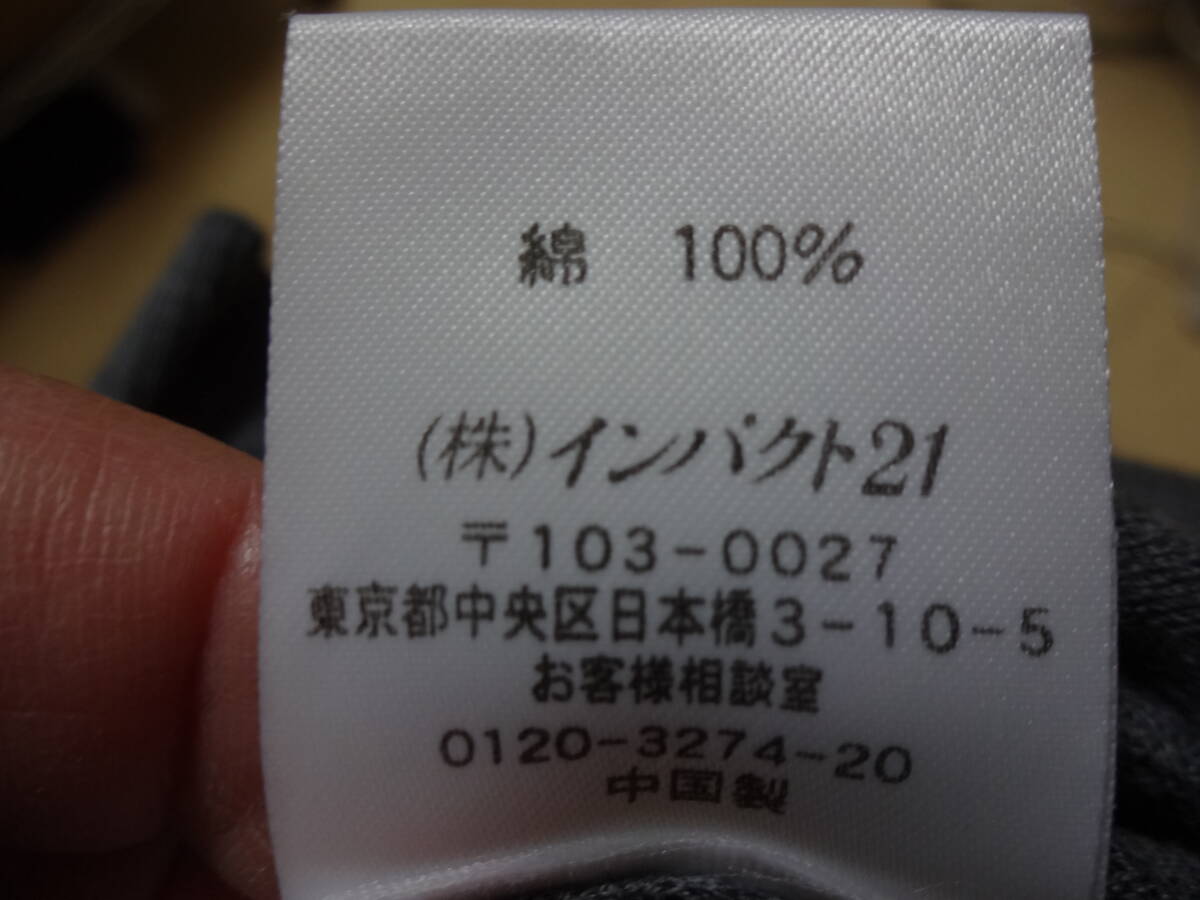 綿 100%
(株)インパクト21
〒103-0027
東京都中央区日本橋3-10-5
お客様相談室
0120-3274-20
中国製